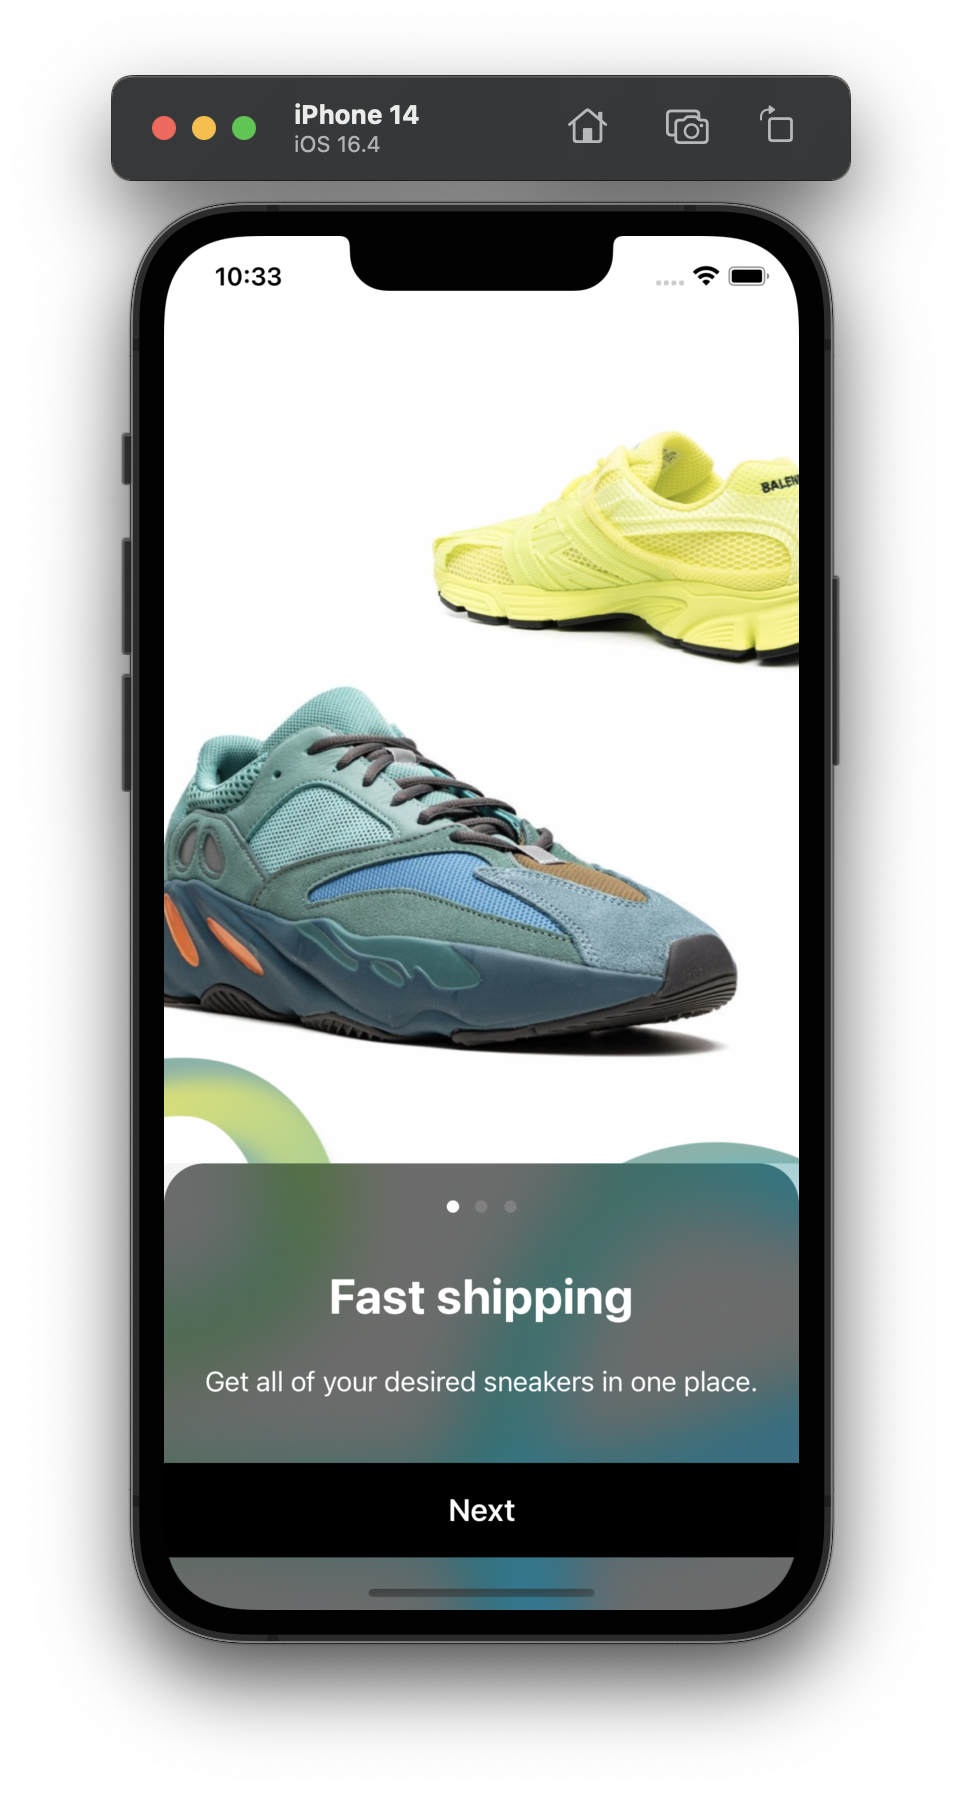 iPhone 14
iOS 16.4
10:33
Fast shipping
Get all of your desired sneakers in one place.
Next